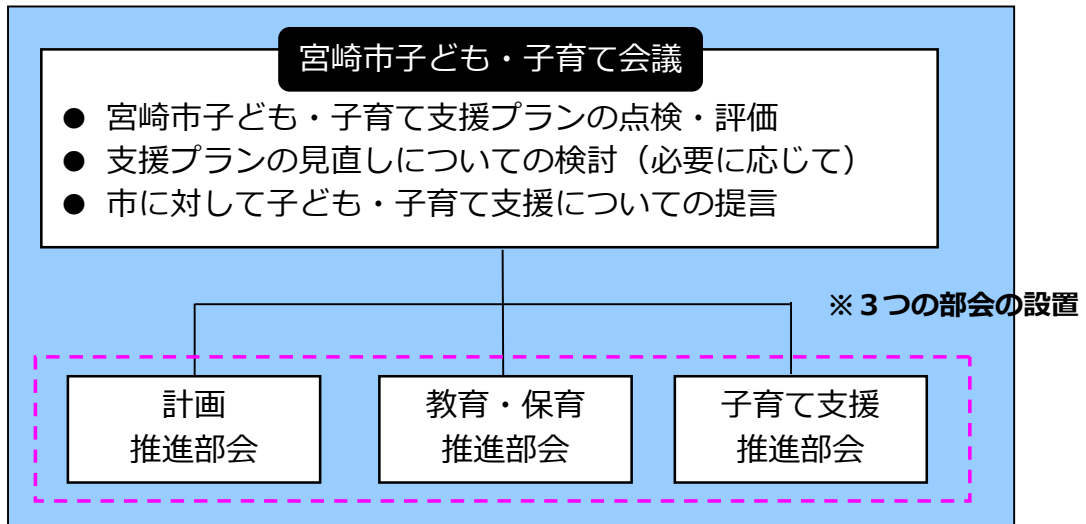 宮崎市子ども・子育て会議
● 宮崎市子ども・子育て支援プランの点検・評価
● 支援プランの見直しについての検討（必要に応じて）
● 市に対して子ども・子育て支援についての提言
※３つの部会の設置
計画
推進部会
教育・保育
推進部会
子育て支援
推進部会